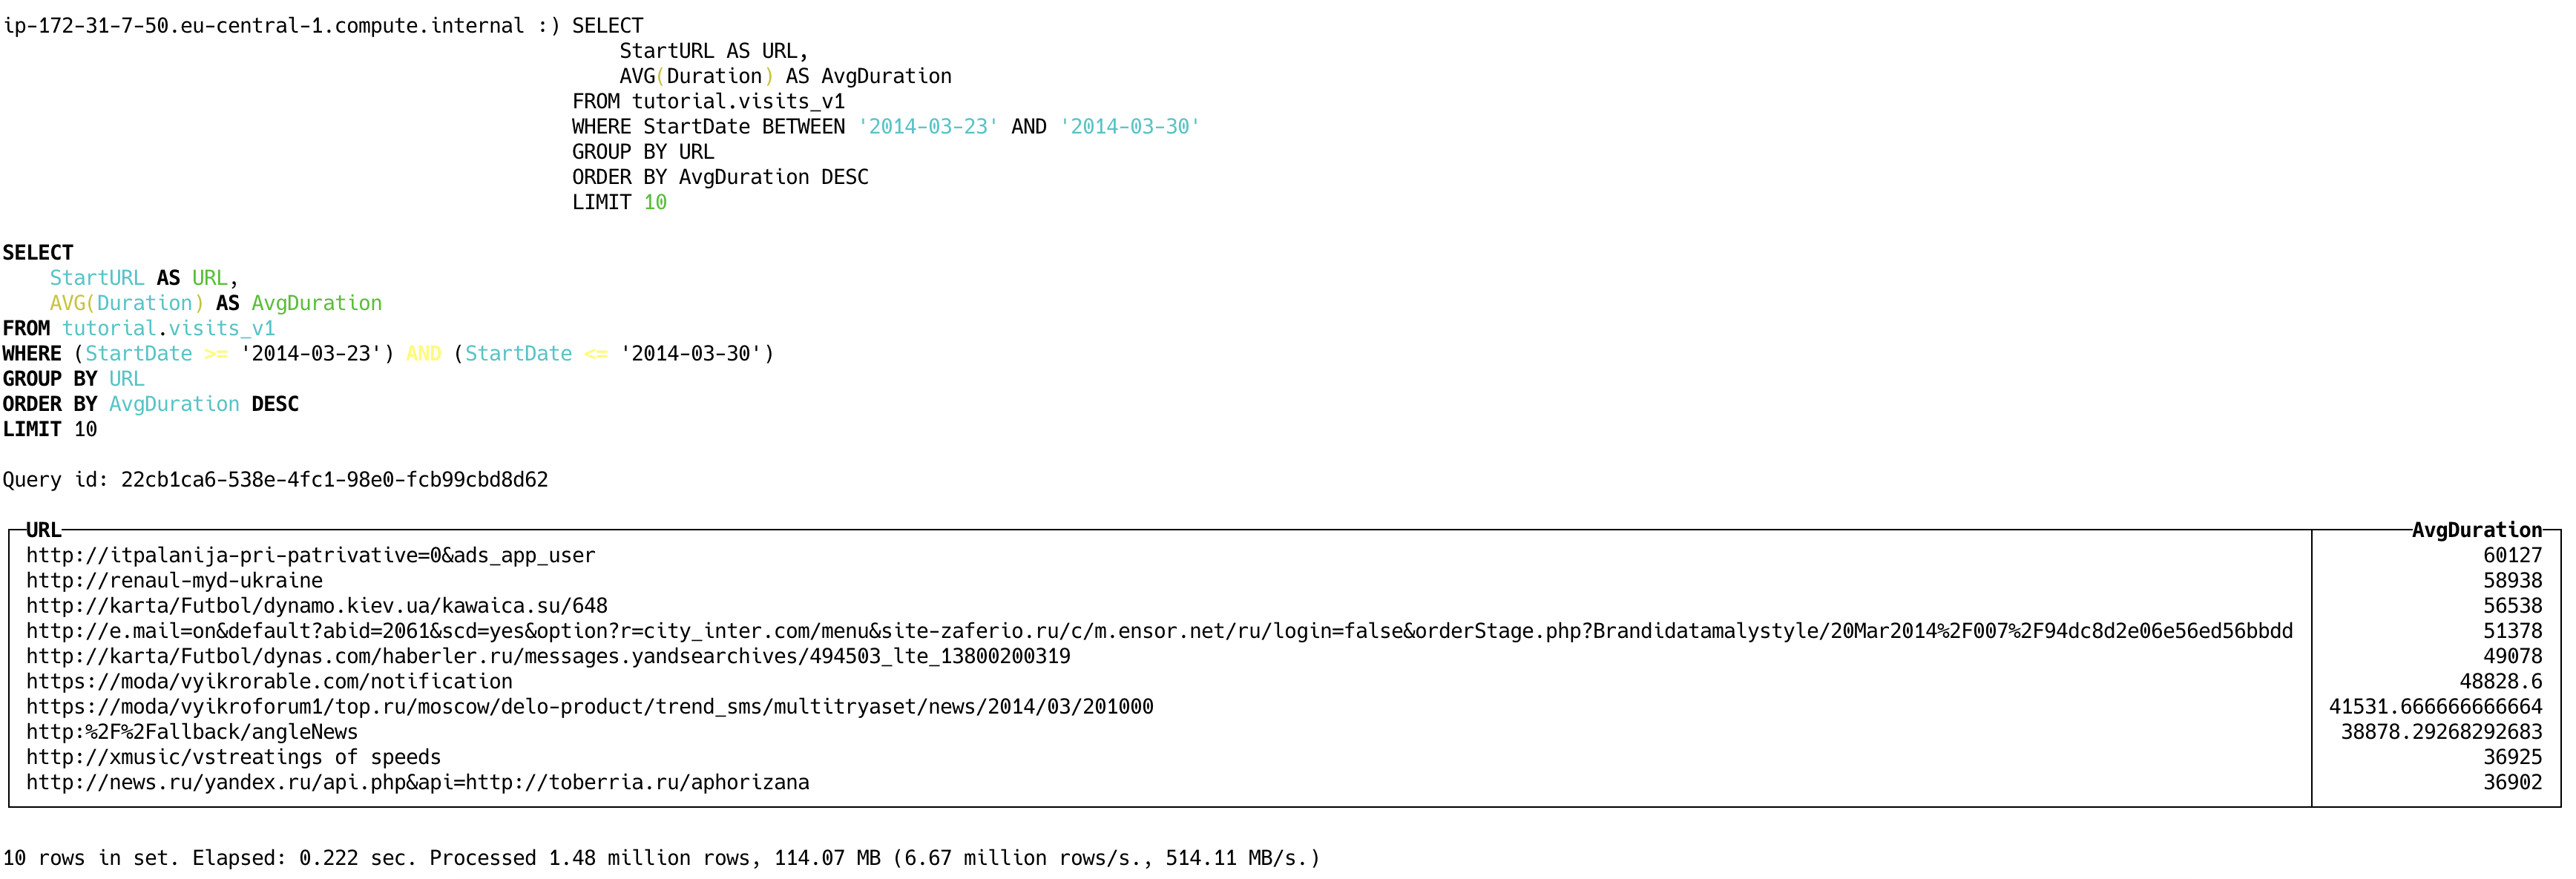 ip-172-31-7-50.eu-central-1.compute.internal :) SELECT
StartURL AS URL,
AVG(Duration) AS AvgDuration
FROM tutorial.visits_v1
WHERE StartDate BETWEEN '2014-03-23' AND '2014-03-30'
GROUP BY URL
ORDER BY AvgDuration DESC
LIMIT 10
SELECT
StartURL AS URL,
AVG(Duration) AS AvgDuration
FROM tutorial.visits_v1
WHERE (StartDate >= '2014-03-23') AND (StartDate <= '2014-03-30')
GROUP BY URL
ORDER BY AvgDuration DESC
LIMIT 10
Query id: 22cb1ca6-538e-4fc1-98e0-fcb99cbd8d62
URL AvgDuration
http://itpalanija-pri-patrivative=0&ads_app_user 60127
http://renaul-myd-ukraine 58938
http://karta/Futbol/dynamo.kiev.ua/kawaica.su/648 56538
http://e.mail=on&default?abid=2061&scd=yes&option?r=city_inter.com/menu&site-zaferio.ru/c/m.ensor.net/ru/login=false&orderStage.php?Brandidatamalystyle/20Mar2014%2F007%2F94dc8d2e06e56ed56bbdd 51378
http://karta/Futbol/dynas.com/haberler.ru/messages.yandsearchives/494503_lte_13800200319 49078
https://moda/vyikrorable.com/notification 48828.6
https://moda/vyikroforum1/top.ru/moscow/delo-product/trend_sms/multitryaset/news/2014/03/201000 41531.666666666664
http:%2F%2Fallback/angleNews 38878.29268292683
http://xmusic/vstreatings of speeds 36925
http://news.ru/yandex.ru/api.php&api=http://toberria.ru/aphorizana 36902
10 rows in set. Elapsed: 0.222 sec. Processed 1.48 million rows, 114.07 MB (6.67 million rows/s., 514.11 MB/s.)